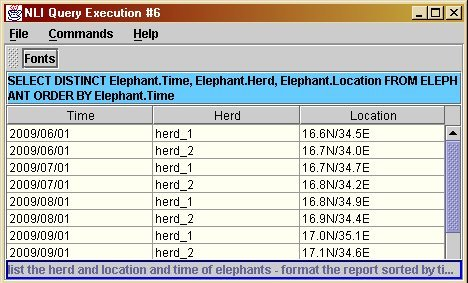 NLI Query Execution #6
File Commands Help
Fonts
SELECT DISTINCT Elephant.Time, Elephant.Herd, Elephant.Location FROM ELEPH
ANT ORDER BY Elephant.Time
Time Herd Location
2009/06/01 herd_1 16.6N/34.5E
2009/06/01 herd_2 16.7N/34.0E
2009/07/01 herd_1 16.7N/34.7E
2009/07/01 herd_2 16.8N/34.2E
2009/08/01 herd_1 16.8N/34.9E
2009/08/01 herd_2 16.9N/34.4E
2009/09/01 herd_1 17.0N/35.1E
2009/09/01 herd_2 17.1N/34.6E
list the herd and location and time of elephants - format the report sorted by ti...